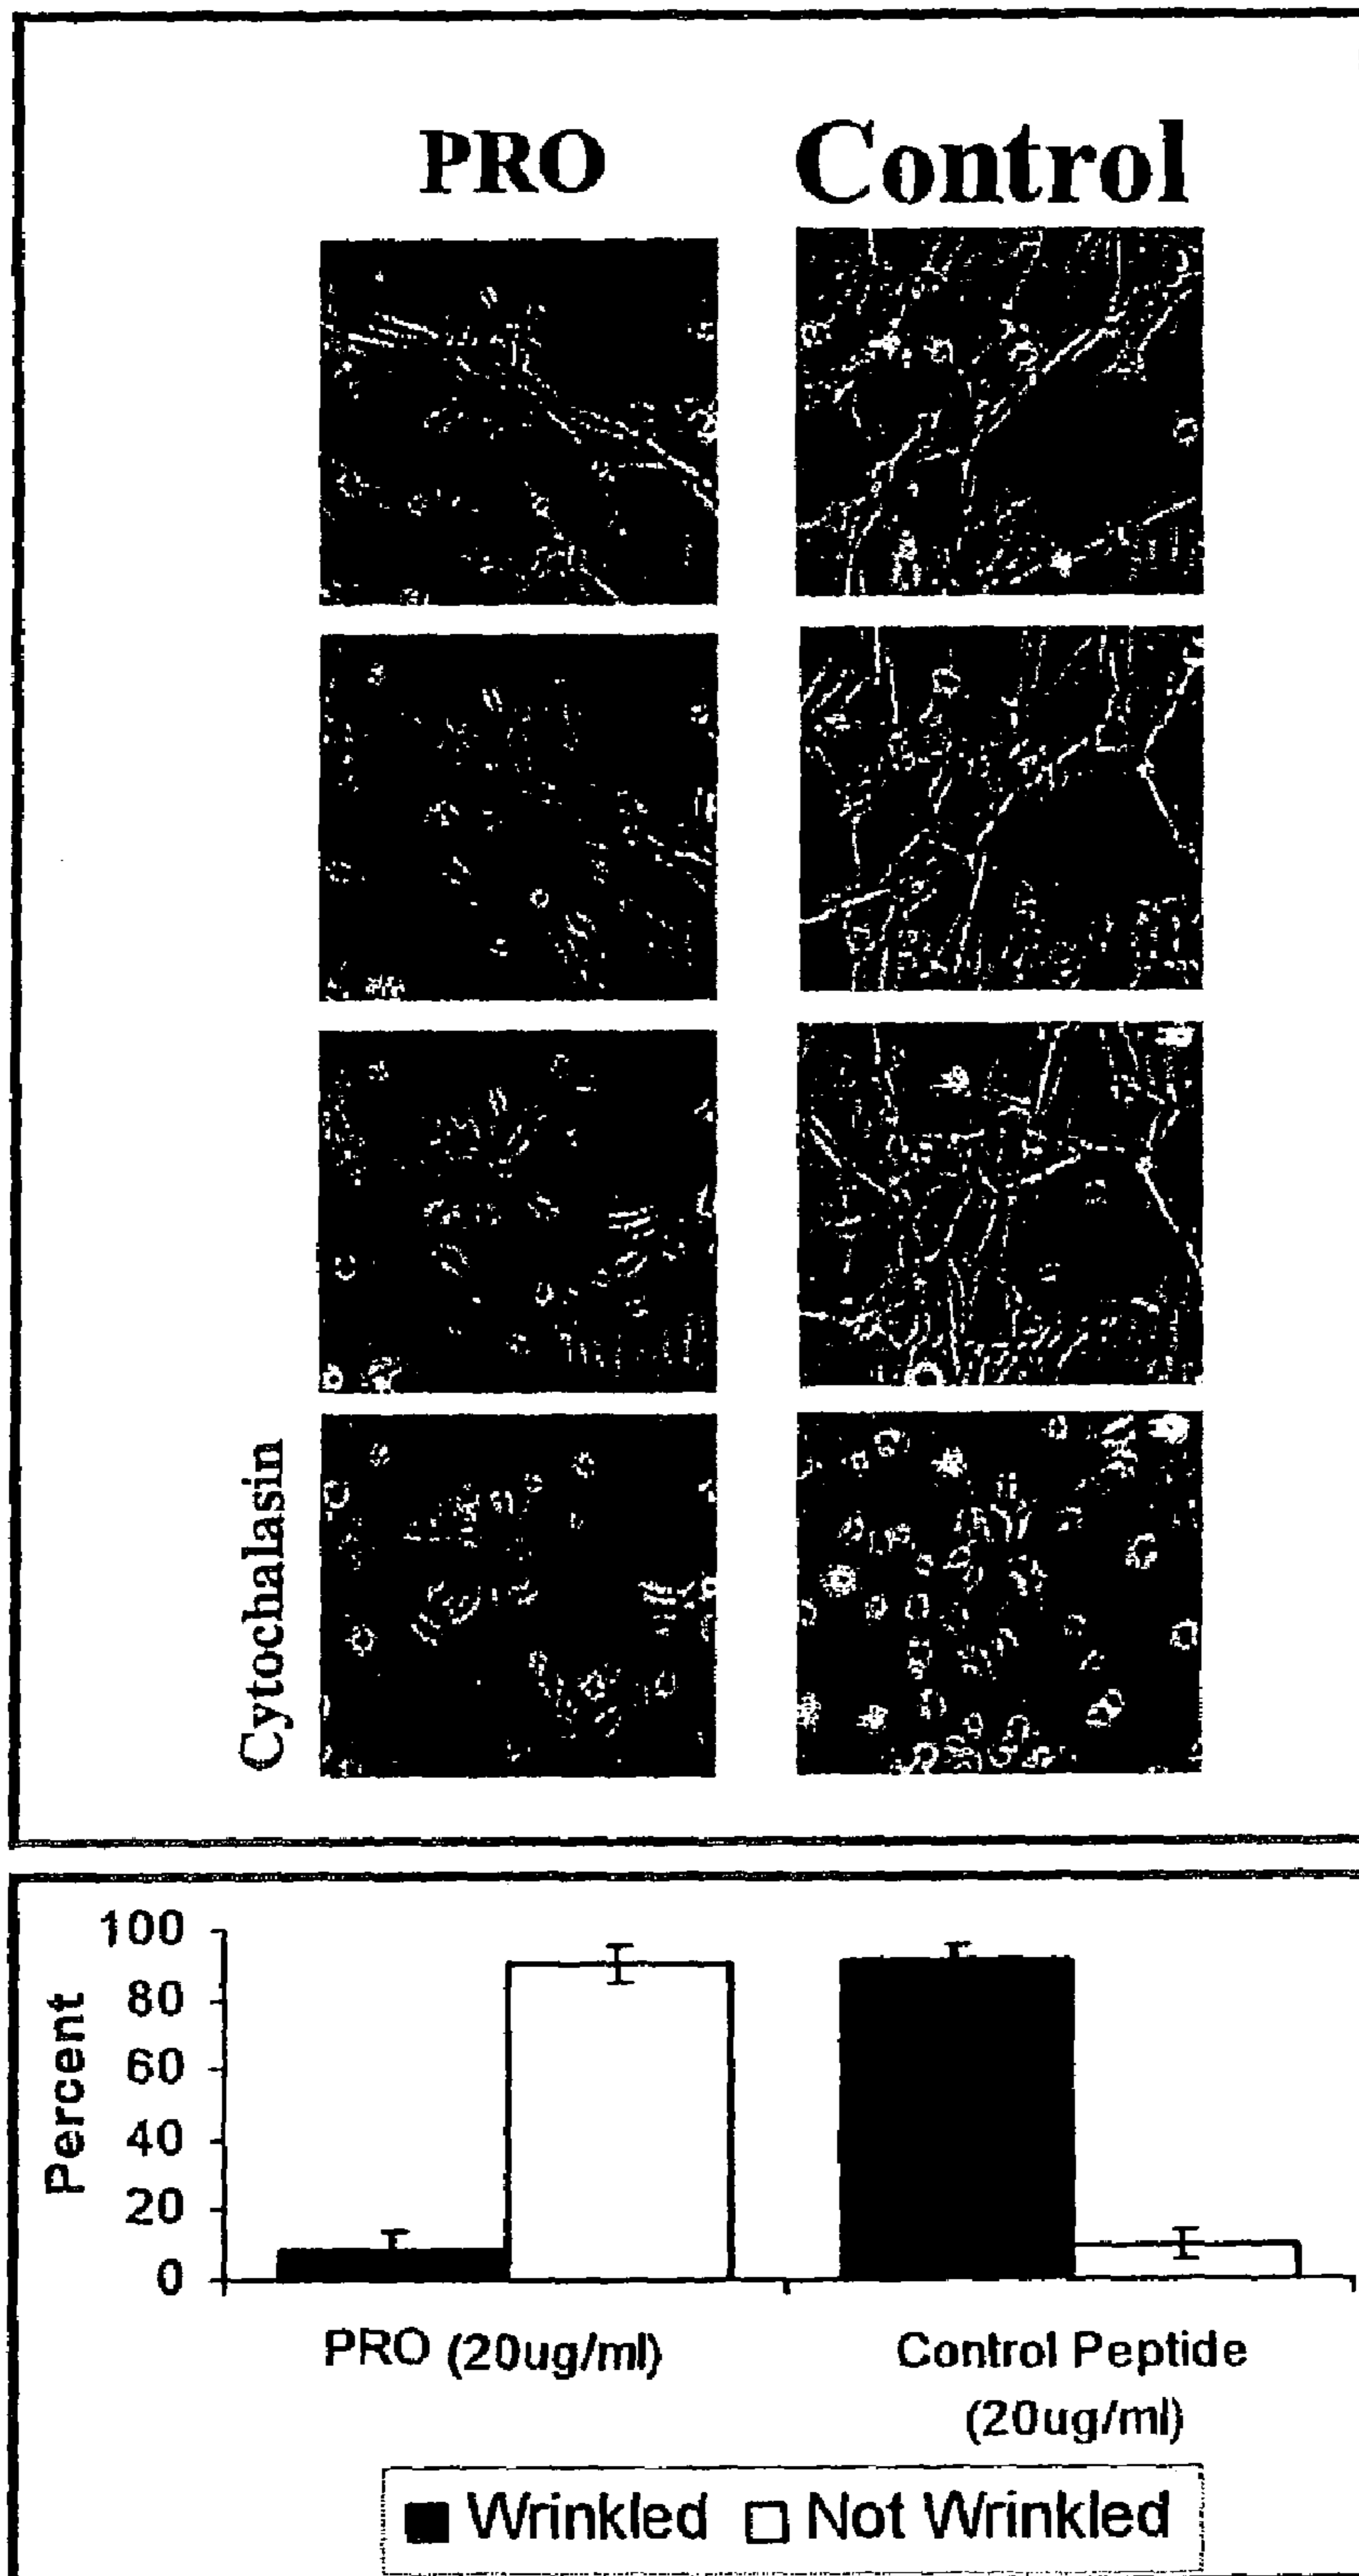 PRO Control
Cytochalasin
Percent
100
80
60
40
20
0
PRO (20ug/ml)
Control Peptide
(20ug/ml)
Wrinkled Not Wrinkled